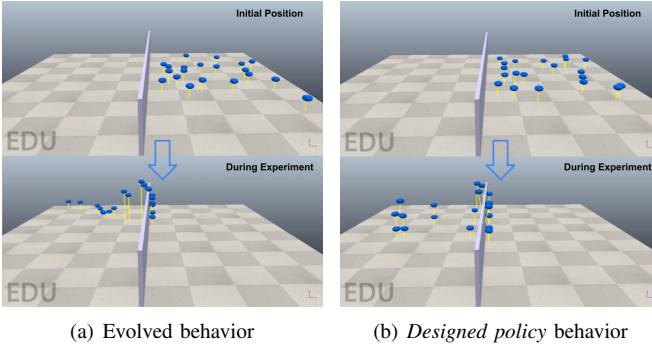 Initial Position
EDU
During Experiment
EDU
(a) Evolved behavior
Initial Position
EDU
During Experiment
EDU
(b) Designed policy behavior